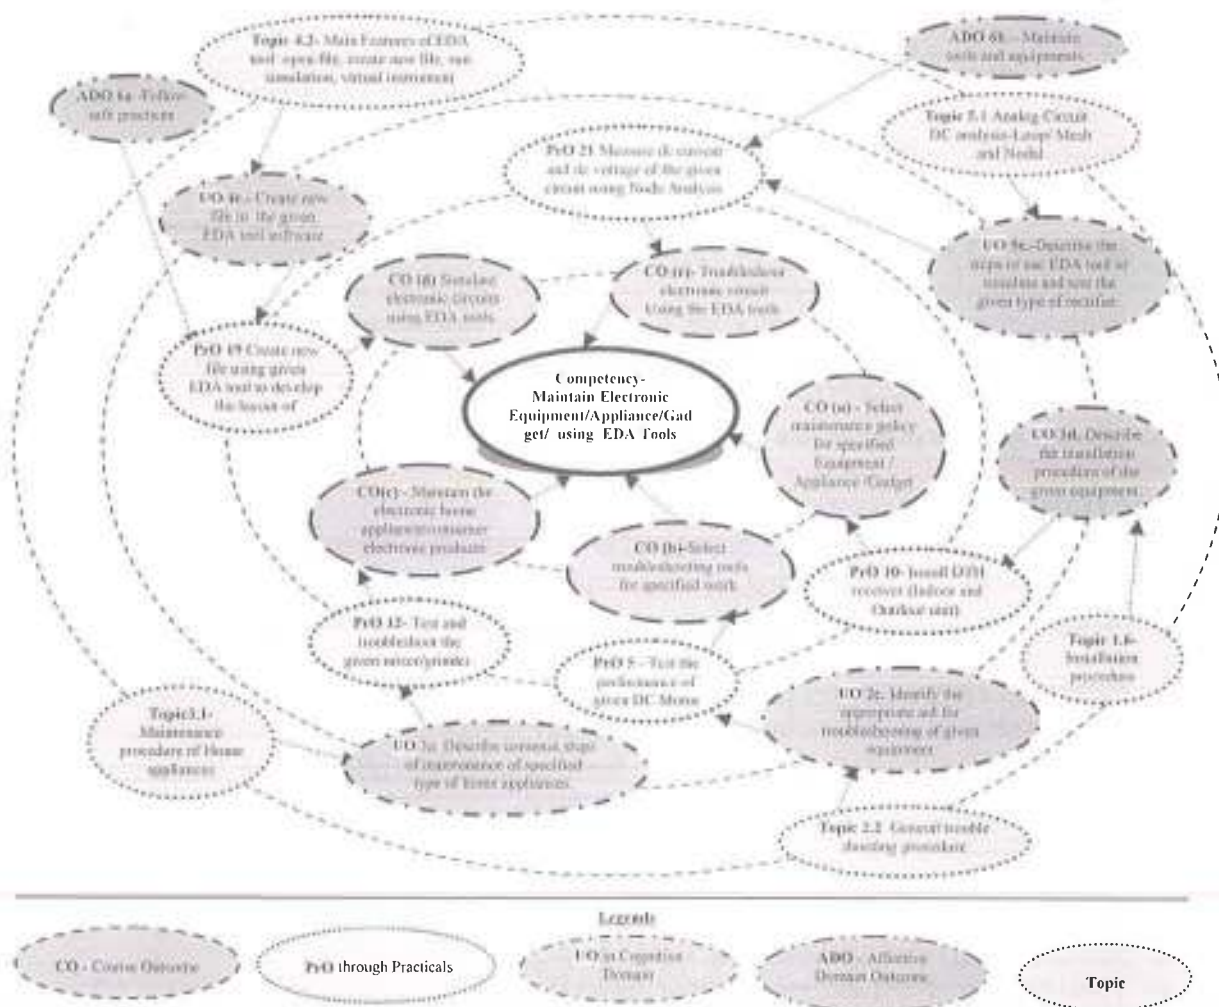 Topic 4.2- Main Features of EDA
tool open file, create new file, run
simulation, virtual instrument
ADO 6b. - Maintain
tools and equipments
ADO 6a -Follow
safe practices
Topic 5.1 Analog Circuit
DC analysis-Loop/ Mesh
and Nodal
PrO 21 Measure dc current
and dc voltage of the given
circuit using Node Analysis
UO 4c.- Create new
file in the given
EDA tool software
UO 5c.-Describe the
steps to use EDA tool to
simulate and test the
given type of rectifier.
CO (d) Simulate
electronic circuits
using EDA tools
CO (e)- Troubleshoot
electronic circuit
Using the EDA tools
PrO 19 Create new
file using given
EDA tool to develop
the layout of
Competency-
Maintain Electronic
Equipment/Appliance/Gad
get/ using EDA Tools
CO (a) - Select
maintenance policy
for specified
Equipment /
Appliance /Gadget
UO 1d. Describe
the installation
procedure of the
given equipment
CO(c) - Maintain the
electronic home
appliances/consumer
electronic products
CO (b)-Select
troubleshooting tools
for specified work
PrO 10- Install DTH
receiver (Indoor and
Outdoor unit)
PrO 12- Test and
troubleshoot the
given mixer/grinder
PrO 5 - Test the
performance of
given DC Motor
Topic 1.6-
Installation
procedure
UO 2c. Identify the
appropriate aid for
troubleshooting of given
equipment
Topic3.1-
Maintenance
procedure of Home
appliances
Describe common steps
of maintenance of specified
type of home appliances.
Topic 2.2 General trouble
shooting procedure
Legends
CO - Course Outcome
PrO through Practicals
UO in Cognitive
Domain
ADO - Affective
Domain Outcome
Topic